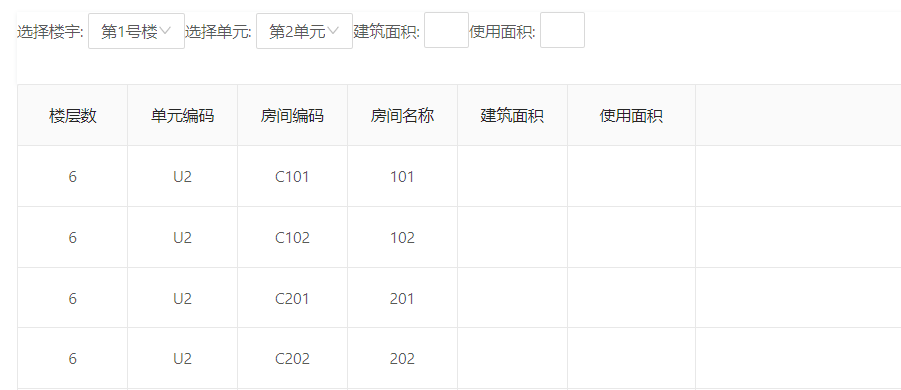 选择楼宇: 第1号楼 选择单元: 第2单元 建筑面积: 使用面积:
楼层数 单元编码 房间编码 房间名称 建筑面积 使用面积
6 U2 C101 101
6 U2 C102 102
6 U2 C201 201
6 U2 C202 202